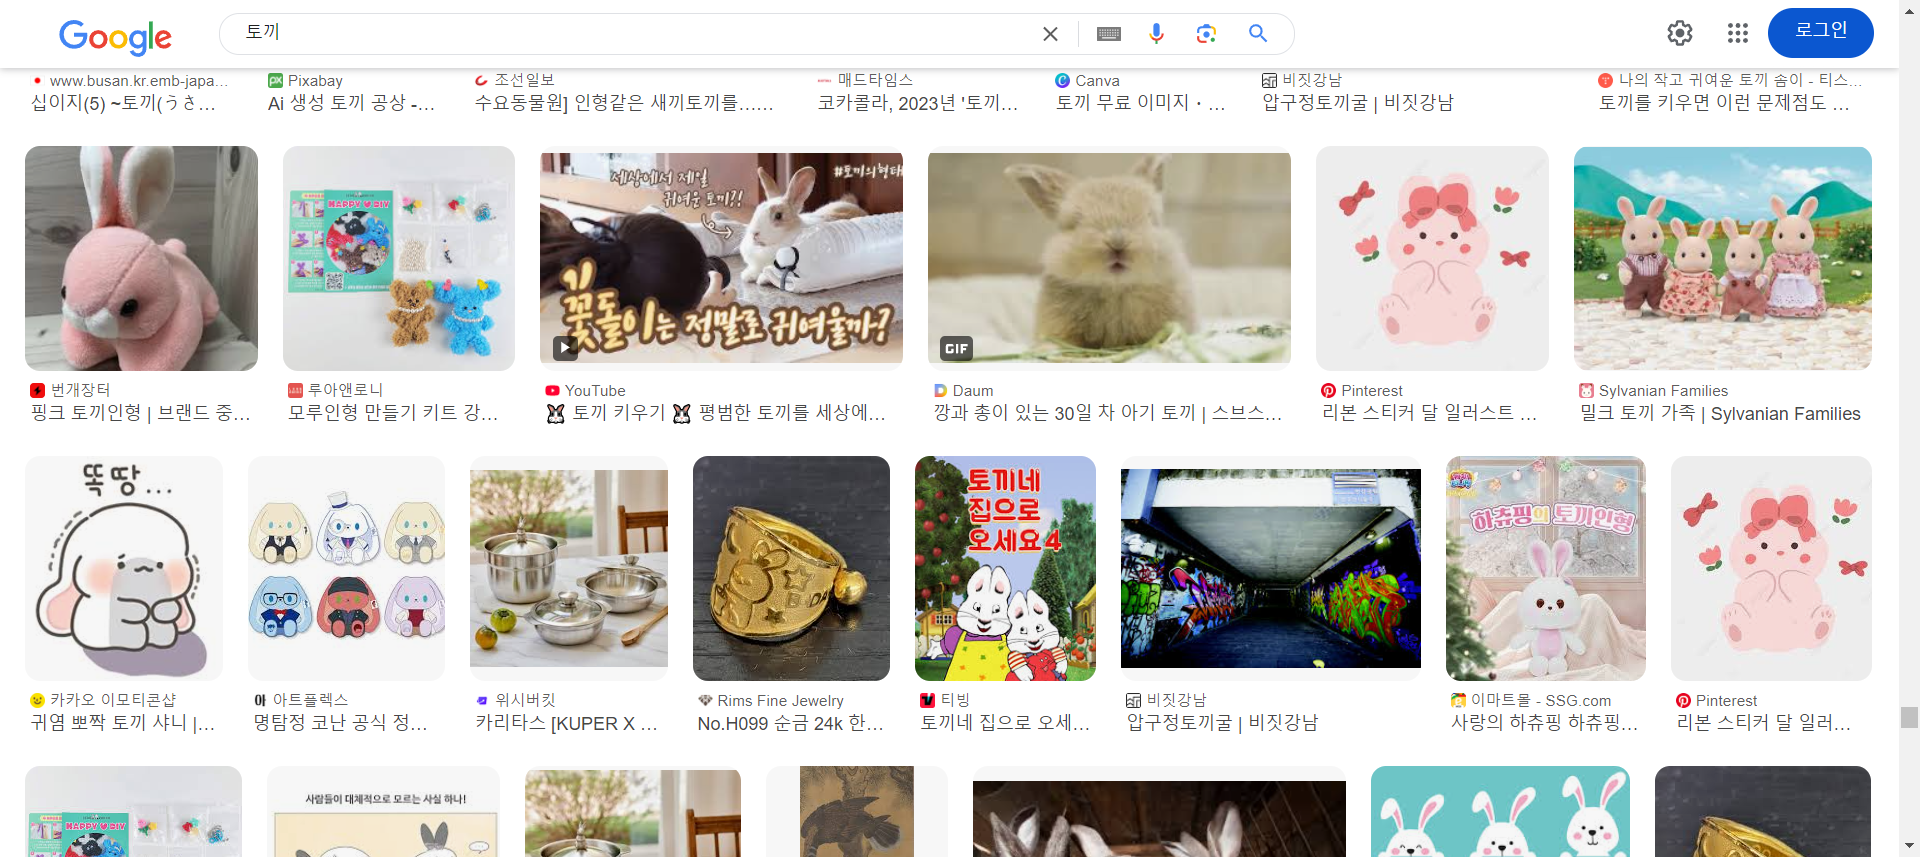 Google
토끼
로그인
www.busan.kr.emb-japa...
십이지(5) ~토끼(うさ...
Pixabay
Ai 생성 토끼 공상 -...
조선일보
수요동물원] 인형같은 새끼토끼를......
매드타임스
코카콜라, 2023년 '토끼...
Canva
토끼 무료 이미지・...
비짓강남
압구정토끼굴 | 비짓강남
나의 작고 귀여운 토끼 솜이 - 티스...
토끼를 키우면 이런 문제점도 ...
HAPPY DIY
세상에서 제일
귀여운 토끼?!
#토끼의형태
꽃돌이는 정말로 귀여울까?
GIF
번개장터
핑크 토끼인형 | 브랜드 중...
루아앤로니
모루인형 만들기 키트 강...
YouTube
🐰 토끼 키우기 🐰 평범한 토끼를 세상에...
Daum
깡과 총이 있는 30일 차 아기 토끼 | 스브스...
Pinterest
리본 스티커 달 일러스트 ...
Sylvanian Families
밀크 토끼 가족 | Sylvanian Families
똑땅...
토끼네
집으로
오세요 4
하츄핑의 토끼인형
카카오 이모티콘샵
귀염 뽀짝 토끼 샤니 |...
아트플렉스
명탐정 코난 공식 정...
위시버킷
카리타스 [KUPER X ...
Rims Fine Jewelry
No.H099 순금 24k 한...
티빙
토끼네 집으로 오세...
비짓강남
압구정토끼굴 | 비짓강남
이마트몰 - SSG.com
사랑의 하츄핑 하츄핑...
Pinterest
리본 스티커 달 일러...
HAPPY DIY
사람들이 대체적으로 모르는 사실 하나!